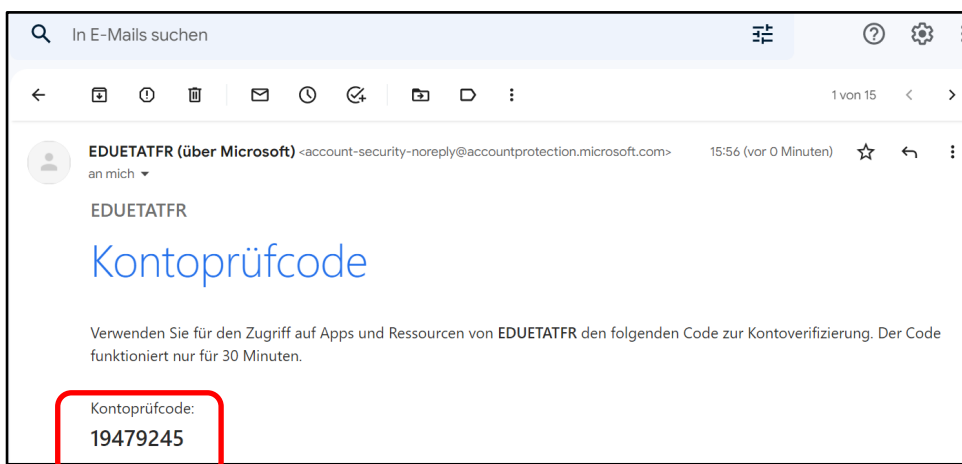 In E-Mails suchen
1 von 15
EDUETATFR (über Microsoft) <account-security-noreply@accountprotection.microsoft.com> 15:56 (vor 0 Minuten)
an mich
EDUETATFR
Kontoprüfcode
Verwenden Sie für den Zugriff auf Apps und Ressourcen von EDUETATFR den folgenden Code zur Kontoverifizierung. Der Code
funktioniert nur für 30 Minuten.
Kontoprüfcode:
19479245